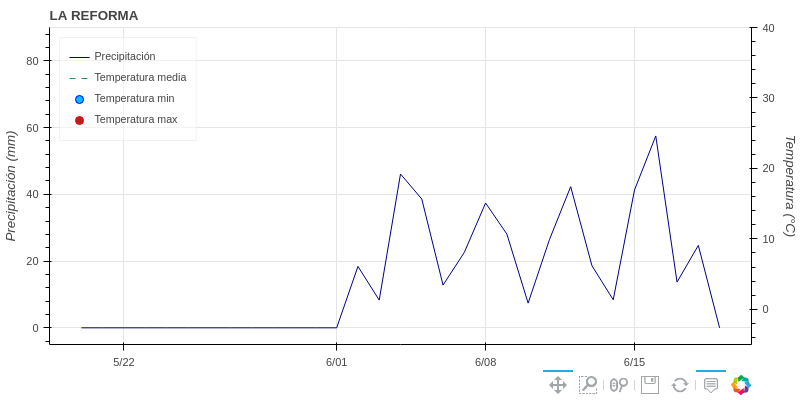 LA REFORMA
Precipitación
Temperatura media
Temperatura min
Temperatura max
Precipitación (mm)
80
60
40
20
0
40
30
20
10
0
Temperatura (°C)
5/22
6/01
6/08
6/15